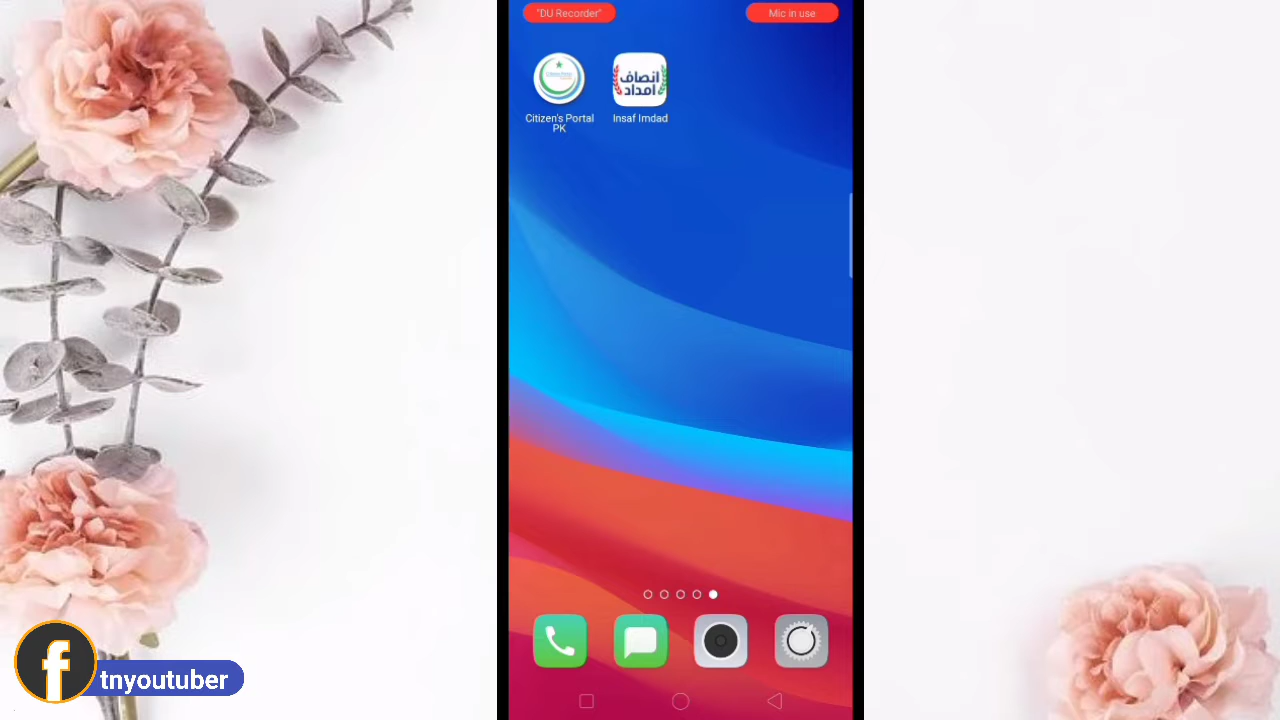 "DU Recorder"
Mic in use
انصاف
امداد
Citizen's Portal
PK
Insaf Imdad
f
tnyoutuber